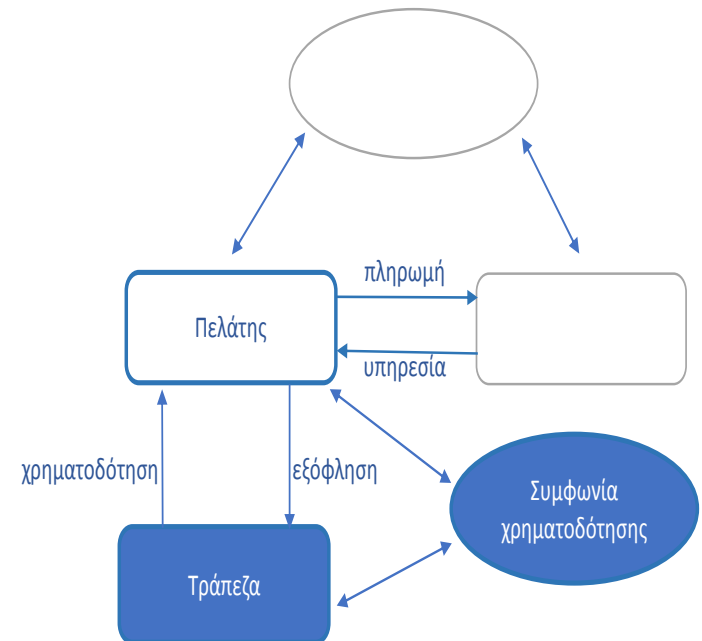 πληρωμή
Πελάτης
υπηρεσία
χρηματοδότηση
εξόφληση
Συμφωνία
χρηματοδότησης
Τράπεζα